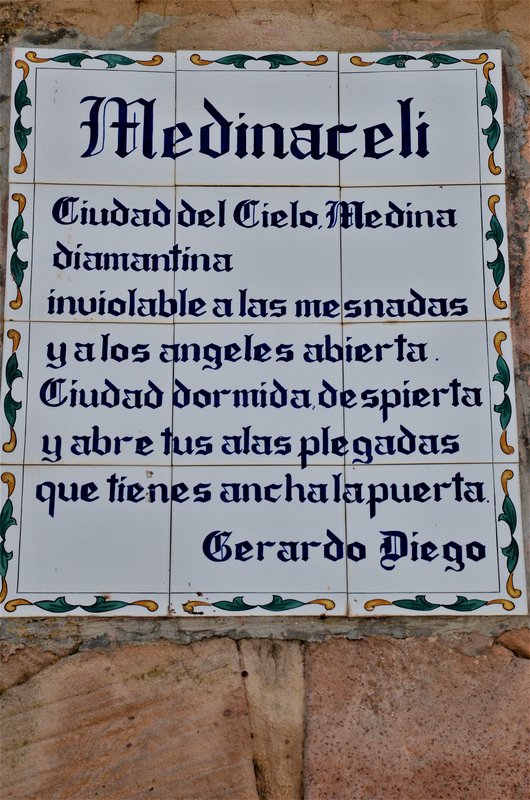 Medinaceli
Ciudad del Cielo, Medina
diamantina
inviolable a las mesnadas
y a los angeles abierta.
Ciudad dormida, despierta
y abre tus alas plegadas
que tienes ancha la puerta.
Gerardo Diego